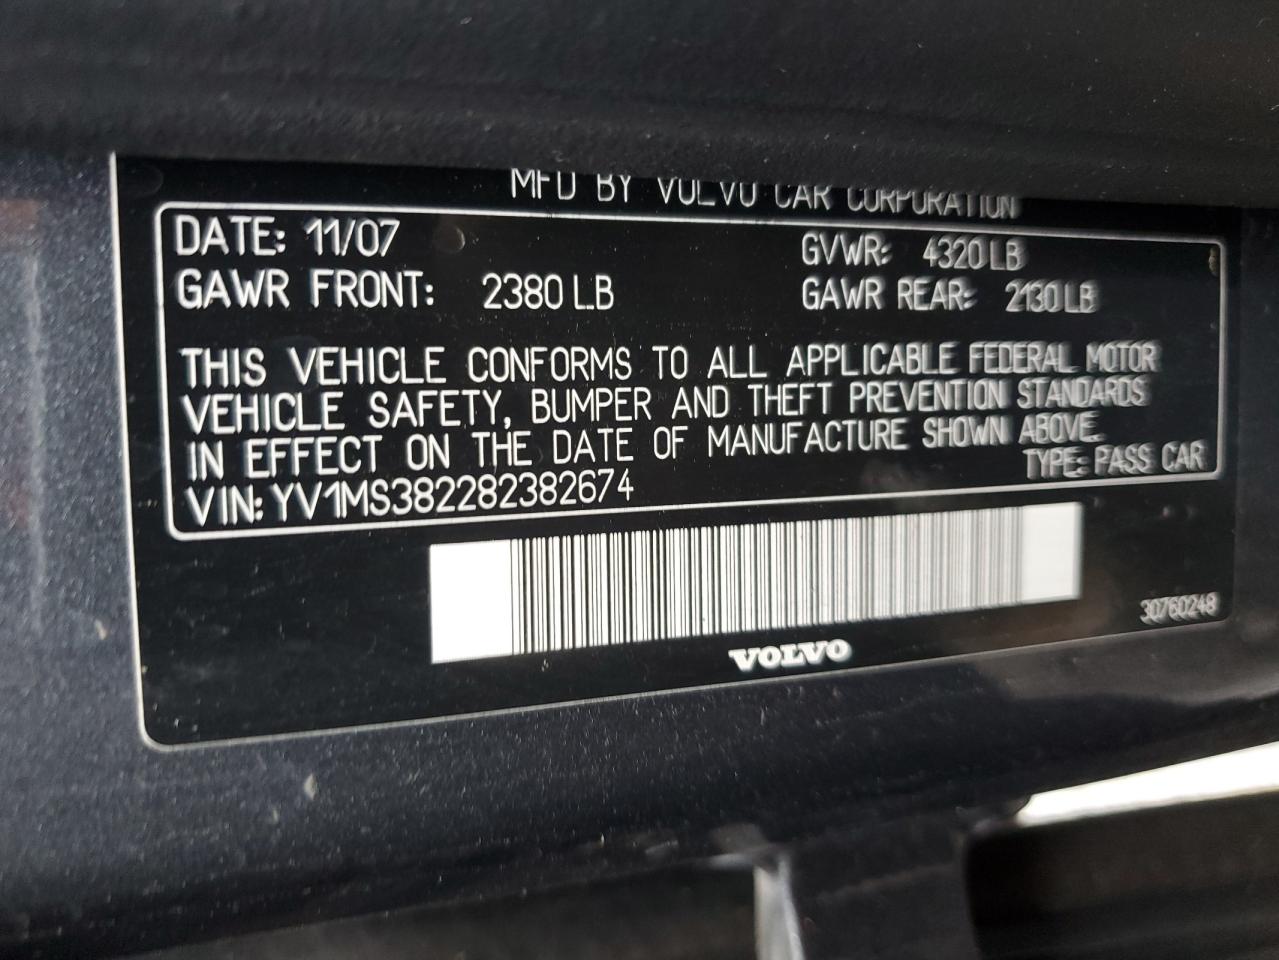 MFD BY VOLVO CAR CORPORATION
DATE: 11/07 GVWR: 4320 LB
GAWR FRONT: 2380 LB GAWR REAR: 2130 LB
THIS VEHICLE CONFORMS TO ALL APPLICABLE FEDERAL MOTOR
VEHICLE SAFETY, BUMPER AND THEFT PREVENTION STANDARDS
IN EFFECT ON THE DATE OF MANUFACTURE SHOWN ABOVE.
TYPE: PASS CAR
VIN: YV1MS382282382674
30760248
VOLVO